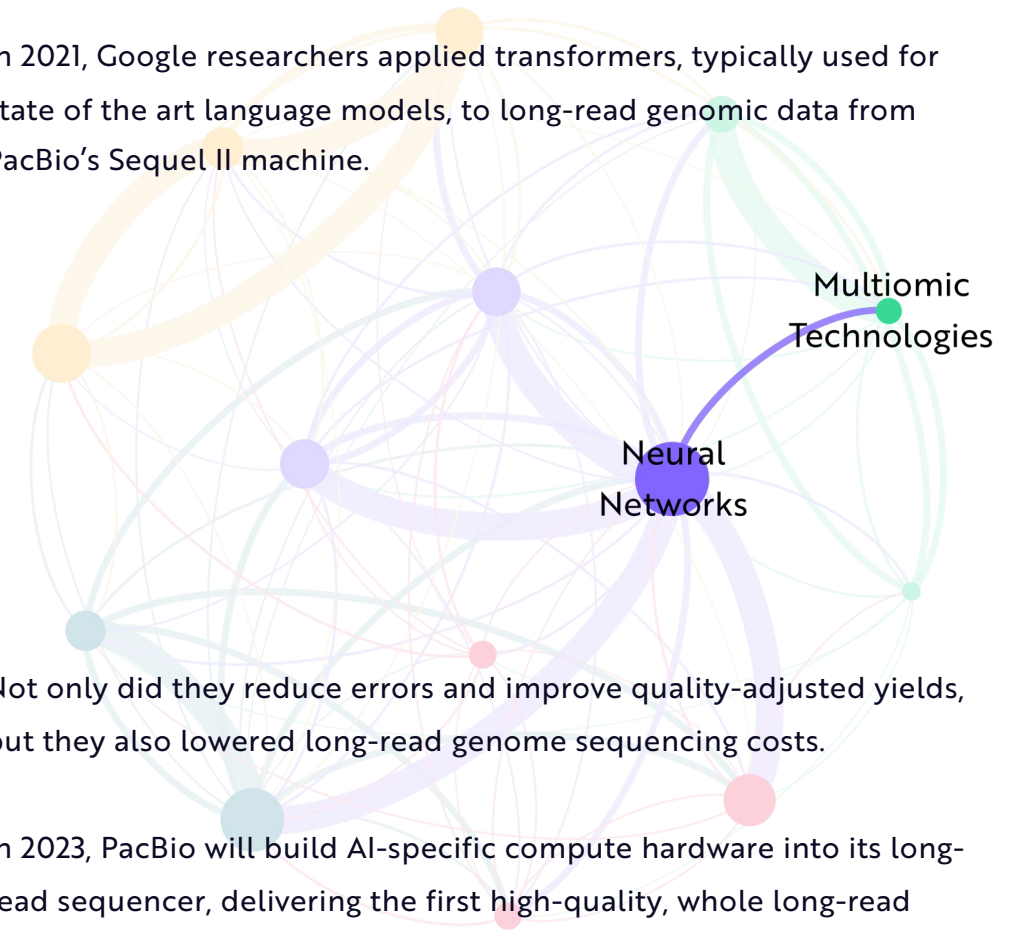 n 2021, Google researchers applied transformers, typically used for
tate of the art language models, to long-read genomic data from
PacBio’s Sequel II machine.
Multiomic
Technologies
Neural
Networks
Not only did they reduce errors and improve quality-adjusted yields,
but they also lowered long-read genome sequencing costs.
n 2023, PacBio will build AI-specific compute hardware into its long-
ead sequencer, delivering the first high-quality, whole long-read